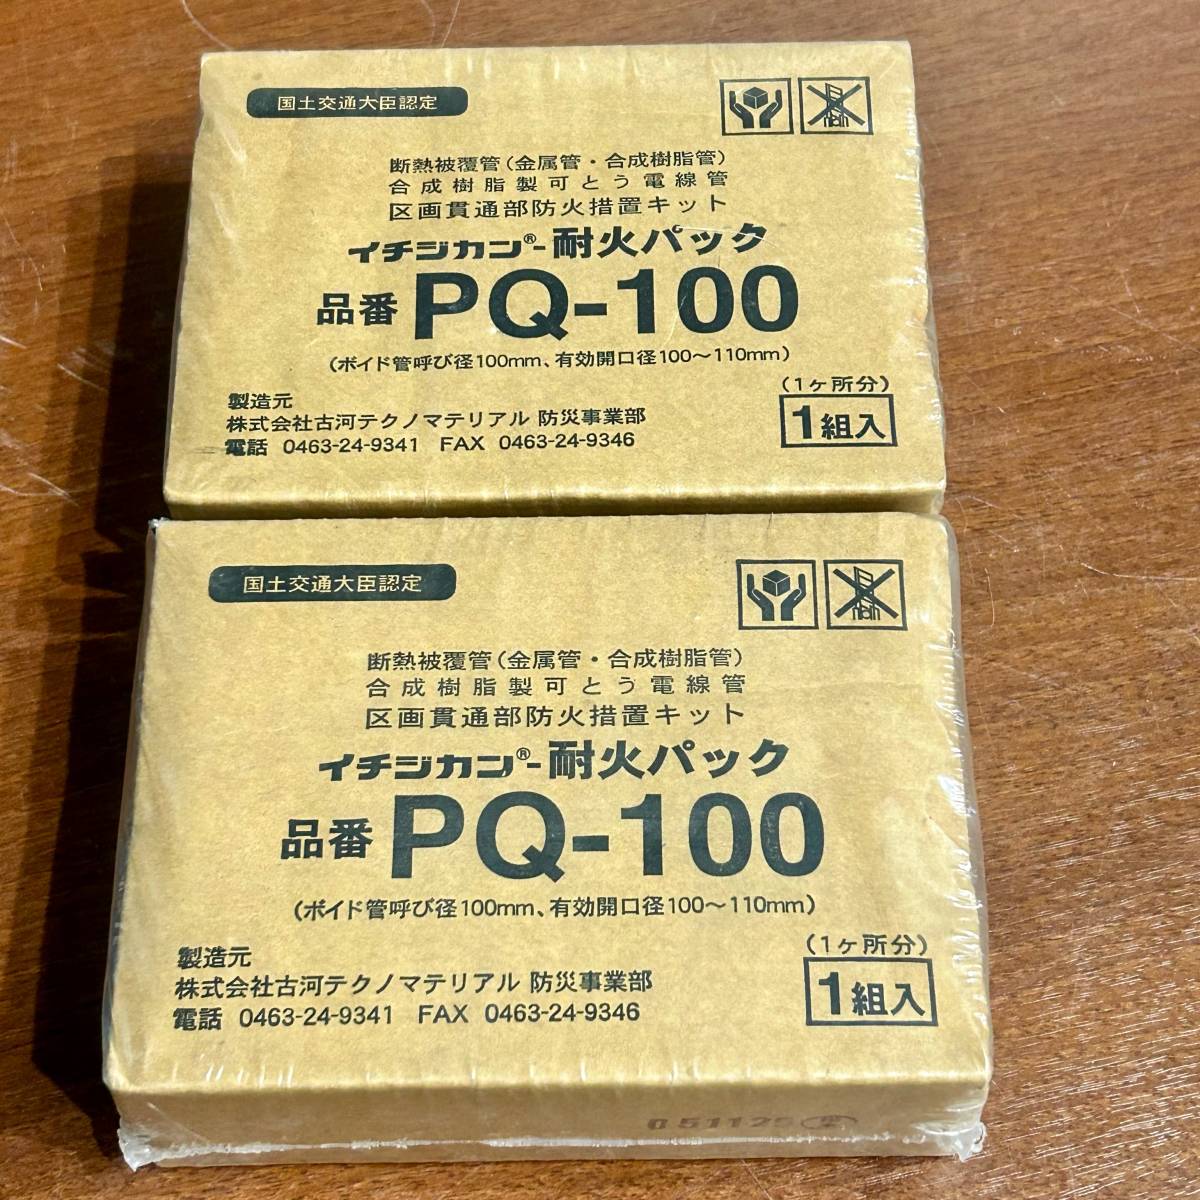 国土交通大臣認定
断熱被覆管（金属管・合成樹脂管）
合成樹脂製可とう電線管
区画貫通部防火措置キット
イチジカン®-耐火パック
品番 PQ-100
（ボイド管呼び径100mm、有効開口径100～110mm）
製造元
株式会社古河テクノマテリアル 防災事業部
電話 0463-24-9341 FAX 0463-24-9346
（1ヶ所分）
1組入
国土交通大臣認定
断熱被覆管（金属管・合成樹脂管）
合成樹脂製可とう電線管
区画貫通部防火措置キット
イチジカン®-耐火パック
品番 PQ-100
（ボイド管呼び径100mm、有効開口径100～110mm）
製造元
株式会社古河テクノマテリアル 防災事業部
電話 0463-24-9341 FAX 0463-24-9346
（1ヶ所分）
1組入
051125